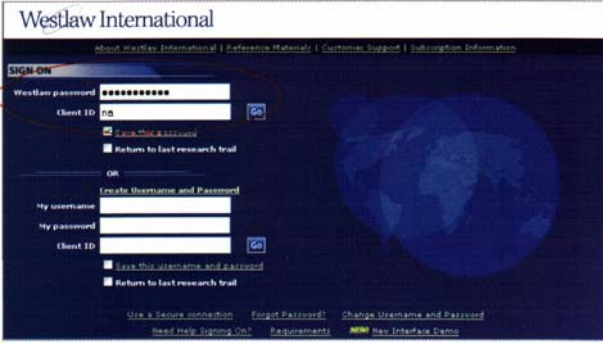 Westlaw International
About Westlaw International | Reference Materials | Customer Support | Subscription Information
SIGN-ON
Westlaw password ●●●●●●●●●●●
Client ID na Go
Save this password
Return to last research trail
OR
Create Username and Password
My username
My password
Client ID Go
Save this username and password
Return to last research trail
Use a Secure connection Forgot Password? Change Username and Password
Need Help Signing On? Requirements NEW! New Interface Demo